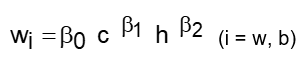 wᵢ = β₀ c ᵝ¹ h ᵝ² (i = w, b)